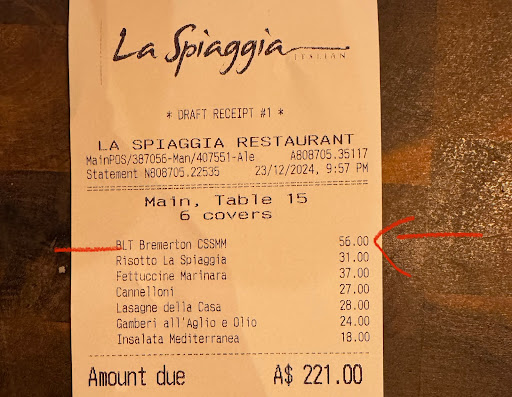 La Spiaggia
ITALIAN
* DRAFT RECEIPT #1 *
LA SPIAGGIA RESTAURANT
MainPOS/387056-Man/407551-Ale A808705.35117
Statement N808705.22535 23/12/2024, 9:57 PM
Main, Table 15
6 covers
BLT Bremerton CSSMM 56.00
Risotto La Spiaggia 31.00
Fettuccine Marinara 37.00
Cannelloni 27.00
Lasagne della Casa 28.00
Gamberi all'Aglio e Olio 24.00
Insalata Mediterranea 18.00
Amount due A$ 221.00